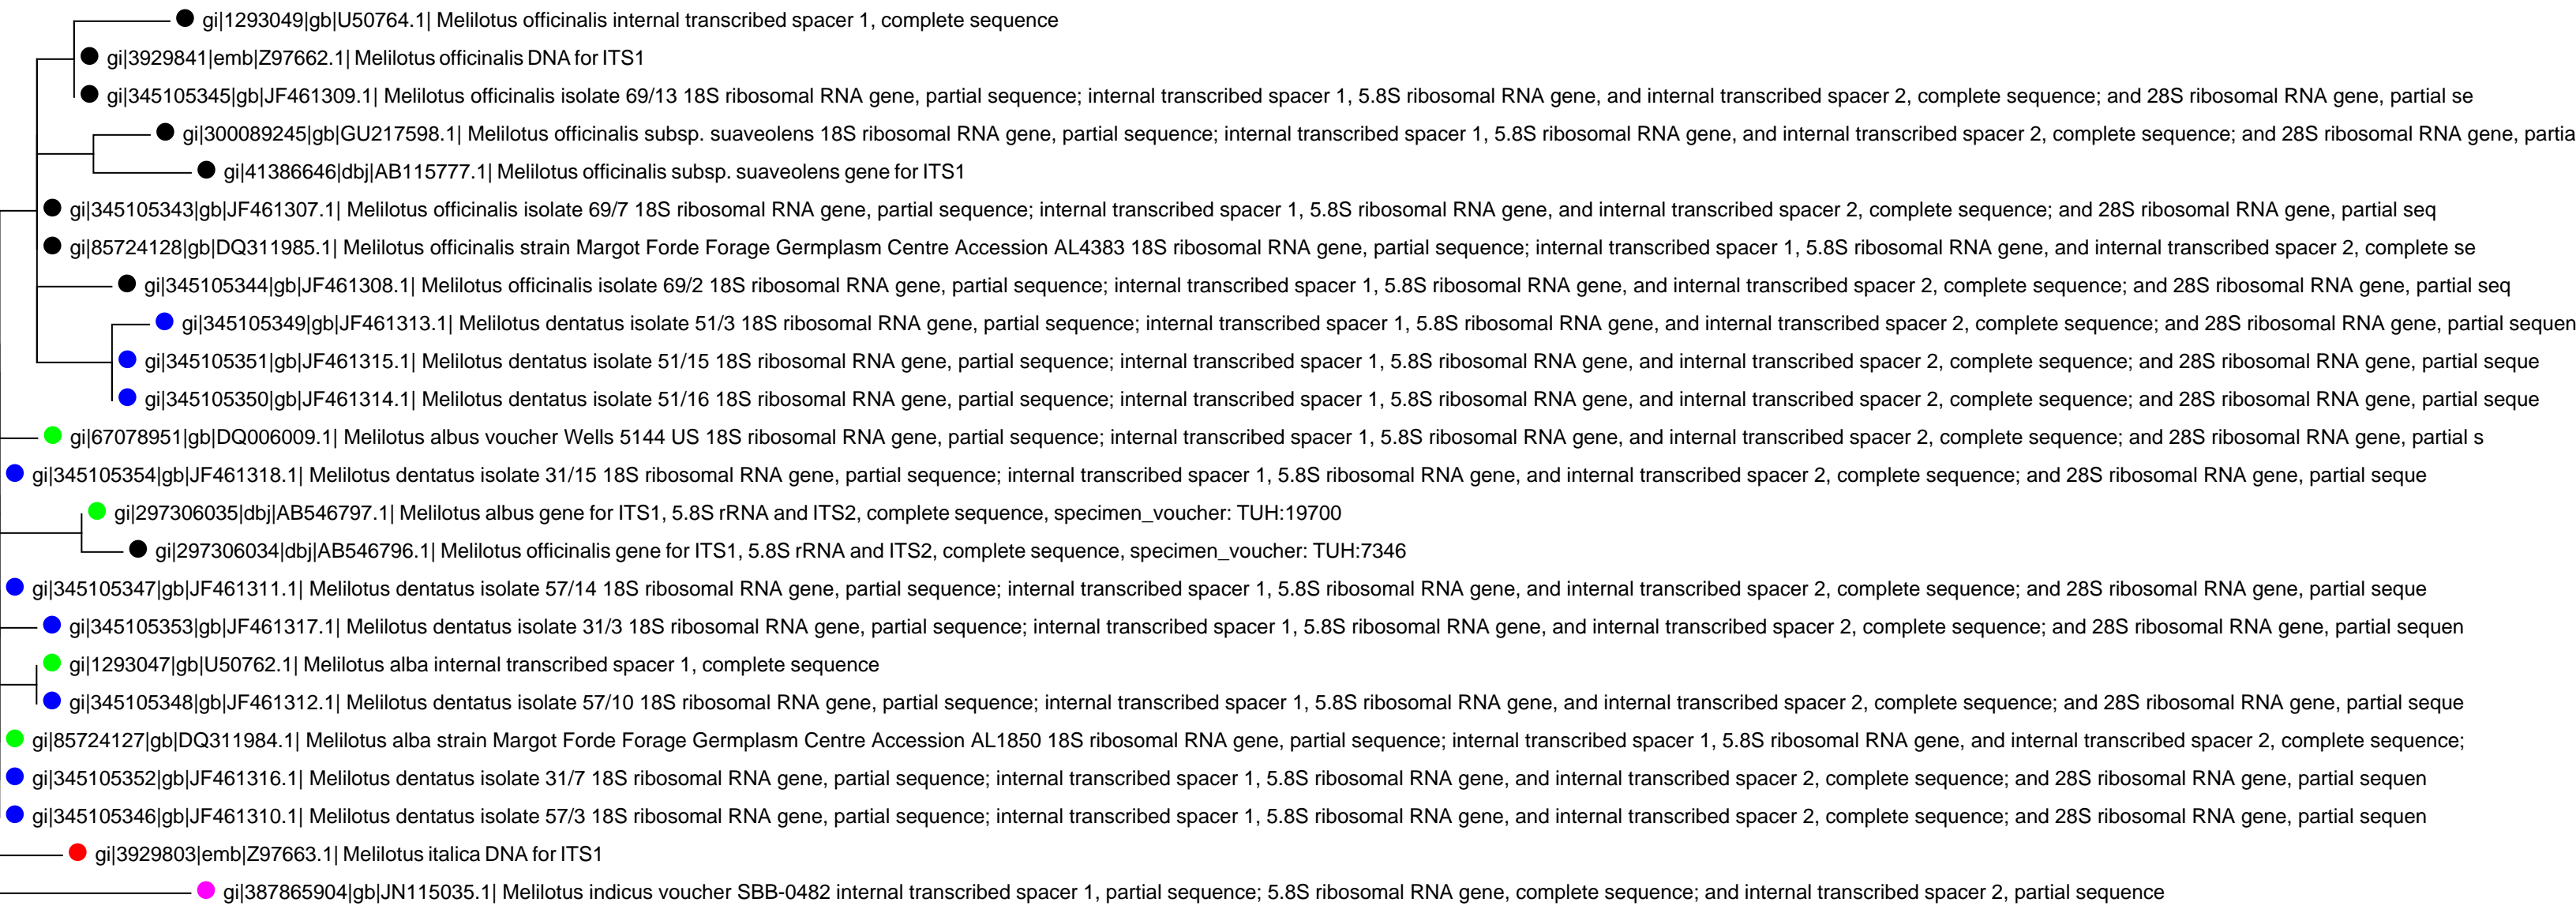 gi|1293049|gb|U50764.1| Melilotus officinalis internal transcribed spacer 1, complete sequence
gi|3929841|emb|Z97662.1| Melilotus officinalis DNA for ITS1
gi|345105345|gb|JF461309.1| Melilotus officinalis isolate 69/13 18S ribosomal RNA gene, partial sequence; internal transcribed spacer 1, 5.8S ribosomal RNA gene, and internal transcribed spacer 2, complete sequence; and 28S ribosomal RNA gene, partial se
gi|300089245|gb|GU217598.1| Melilotus officinalis subsp. suaveolens 18S ribosomal RNA gene, partial sequence; internal transcribed spacer 1, 5.8S ribosomal RNA gene, and internal transcribed spacer 2, complete sequence; and 28S ribosomal RNA gene, partia
gi|41386646|dbj|AB115777.1| Melilotus officinalis subsp. suaveolens gene for ITS1
gi|345105343|gb|JF461307.1| Melilotus officinalis isolate 69/7 18S ribosomal RNA gene, partial sequence; internal transcribed spacer 1, 5.8S ribosomal RNA gene, and internal transcribed spacer 2, complete sequence; and 28S ribosomal RNA gene, partial seq
gi|85724128|gb|DQ311985.1| Melilotus officinalis strain Margot Forde Forage Germplasm Centre Accession AL4383 18S ribosomal RNA gene, partial sequence; internal transcribed spacer 1, 5.8S ribosomal RNA gene, and internal transcribed spacer 2, complete se
gi|345105344|gb|JF461308.1| Melilotus officinalis isolate 69/2 18S ribosomal RNA gene, partial sequence; internal transcribed spacer 1, 5.8S ribosomal RNA gene, and internal transcribed spacer 2, complete sequence; and 28S ribosomal RNA gene, partial seq
gi|345105349|gb|JF461313.1| Melilotus dentatus isolate 51/3 18S ribosomal RNA gene, partial sequence; internal transcribed spacer 1, 5.8S ribosomal RNA gene, and internal transcribed spacer 2, complete sequence; and 28S ribosomal RNA gene, partial sequen
gi|345105351|gb|JF461315.1| Melilotus dentatus isolate 51/15 18S ribosomal RNA gene, partial sequence; internal transcribed spacer 1, 5.8S ribosomal RNA gene, and internal transcribed spacer 2, complete sequence; and 28S ribosomal RNA gene, partial seque
gi|345105350|gb|JF461314.1| Melilotus dentatus isolate 51/16 18S ribosomal RNA gene, partial sequence; internal transcribed spacer 1, 5.8S ribosomal RNA gene, and internal transcribed spacer 2, complete sequence; and 28S ribosomal RNA gene, partial seque
gi|67078951|gb|DQ006009.1| Melilotus albus voucher Wells 5144 US 18S ribosomal RNA gene, partial sequence; internal transcribed spacer 1, 5.8S ribosomal RNA gene, and internal transcribed spacer 2, complete sequence; and 28S ribosomal RNA gene, partial s
gi|345105354|gb|JF461318.1| Melilotus dentatus isolate 31/15 18S ribosomal RNA gene, partial sequence; internal transcribed spacer 1, 5.8S ribosomal RNA gene, and internal transcribed spacer 2, complete sequence; and 28S ribosomal RNA gene, partial seque
gi|297306035|dbj|AB546797.1| Melilotus albus gene for ITS1, 5.8S rRNA and ITS2, complete sequence, specimen_voucher: TUH:19700
gi|297306034|dbj|AB546796.1| Melilotus officinalis gene for ITS1, 5.8S rRNA and ITS2, complete sequence, specimen_voucher: TUH:7346
gi|345105347|gb|JF461311.1| Melilotus dentatus isolate 57/14 18S ribosomal RNA gene, partial sequence; internal transcribed spacer 1, 5.8S ribosomal RNA gene, and internal transcribed spacer 2, complete sequence; and 28S ribosomal RNA gene, partial seque
gi|345105353|gb|JF461317.1| Melilotus dentatus isolate 31/3 18S ribosomal RNA gene, partial sequence; internal transcribed spacer 1, 5.8S ribosomal RNA gene, and internal transcribed spacer 2, complete sequence; and 28S ribosomal RNA gene, partial sequen
gi|1293047|gb|U50762.1| Melilotus alba internal transcribed spacer 1, complete sequence
gi|345105348|gb|JF461312.1| Melilotus dentatus isolate 57/10 18S ribosomal RNA gene, partial sequence; internal transcribed spacer 1, 5.8S ribosomal RNA gene, and internal transcribed spacer 2, complete sequence; and 28S ribosomal RNA gene, partial seque
gi|85724127|gb|DQ311984.1| Melilotus alba strain Margot Forde Forage Germplasm Centre Accession AL1850 18S ribosomal RNA gene, partial sequence; internal transcribed spacer 1, 5.8S ribosomal RNA gene, and internal transcribed spacer 2, complete sequence;
gi|345105352|gb|JF461316.1| Melilotus dentatus isolate 31/7 18S ribosomal RNA gene, partial sequence; internal transcribed spacer 1, 5.8S ribosomal RNA gene, and internal transcribed spacer 2, complete sequence; and 28S ribosomal RNA gene, partial sequen
gi|345105346|gb|JF461310.1| Melilotus dentatus isolate 57/3 18S ribosomal RNA gene, partial sequence; internal transcribed spacer 1, 5.8S ribosomal RNA gene, and internal transcribed spacer 2, complete sequence; and 28S ribosomal RNA gene, partial sequen
gi|3929803|emb|Z97663.1| Melilotus italica DNA for ITS1
gi|387865904|gb|JN115035.1| Melilotus indicus voucher SBB-0482 internal transcribed spacer 1, partial sequence; 5.8S ribosomal RNA gene, complete sequence; and internal transcribed spacer 2, partial sequence